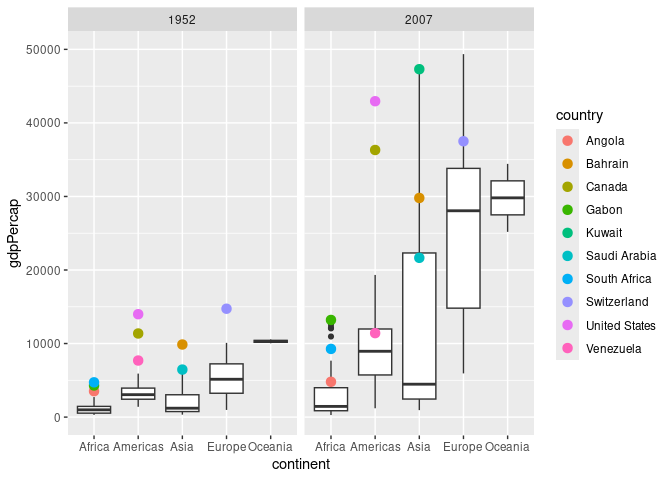 1952 2007
50000
40000
30000
20000
10000
0
gdpPercap
Africa Americas Asia Europe Oceania Africa Americas Asia Europe Oceania
continent
country
Angola
Bahrain
Canada
Gabon
Kuwait
Saudi Arabia
South Africa
Switzerland
United States
Venezuela